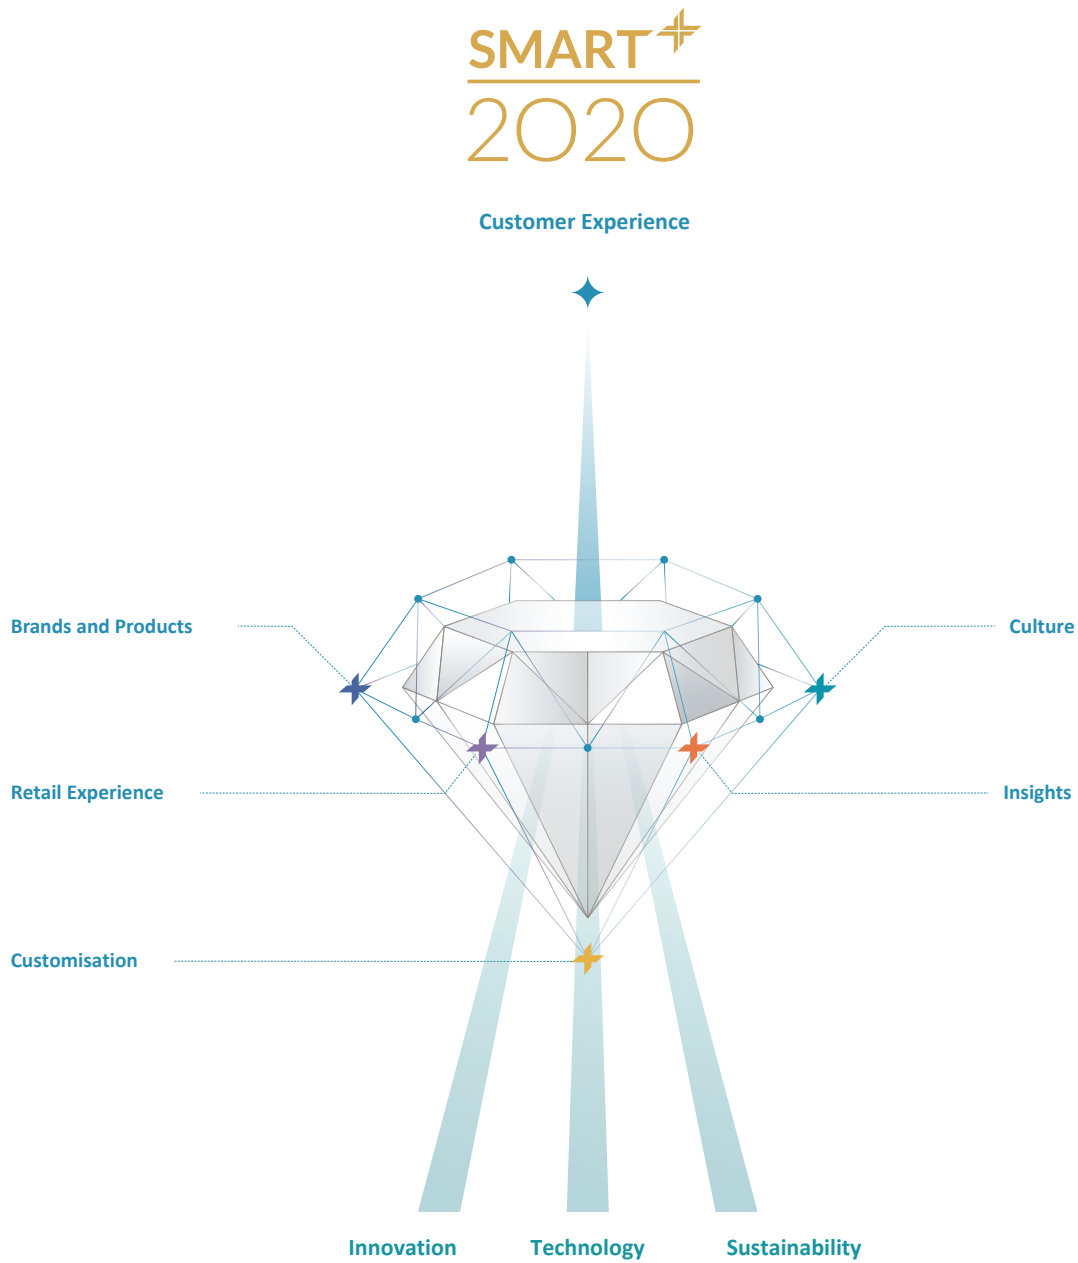 SMART+
2020
Customer Experience
Brands and Products
Culture
Retail Experience
Insights
Customisation
Innovation
Technology
Sustainability